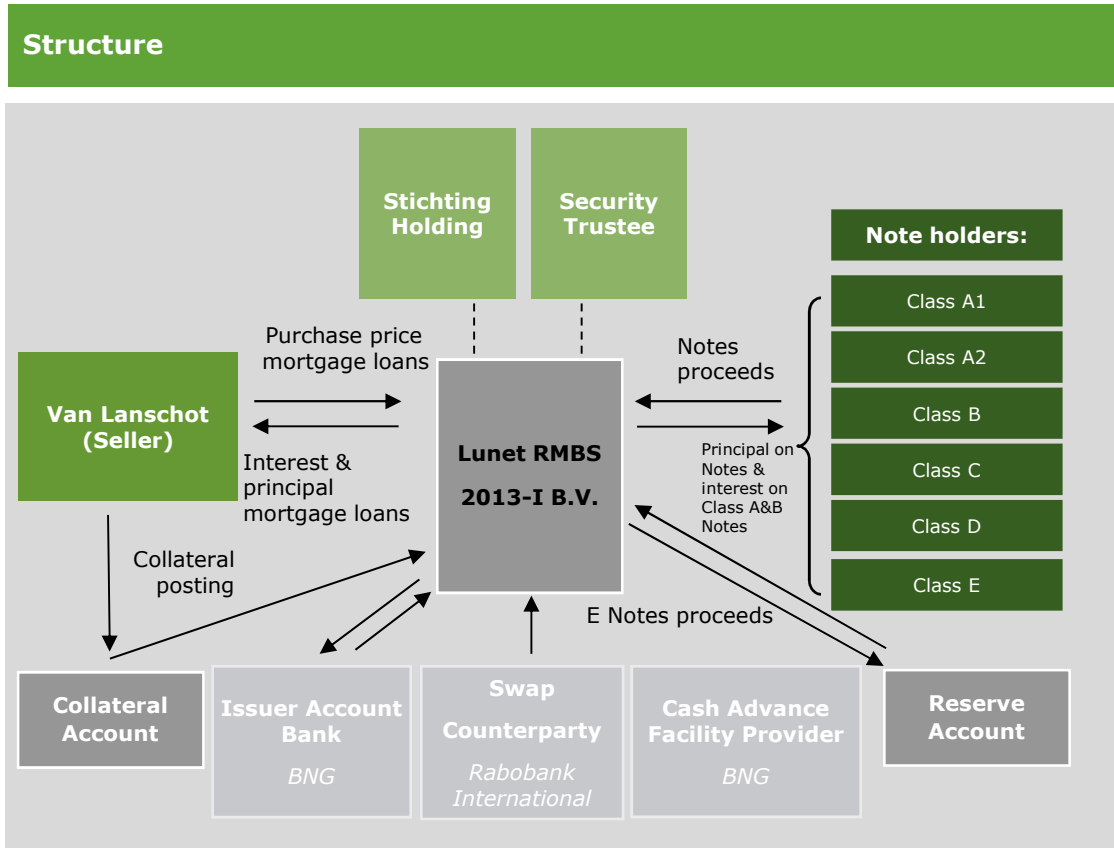 Structure
Stichting
Holding
Security
Trustee
Note holders:
Class A1
Class A2
Class B
Class C
Class D
Class E
Purchase price
mortgage loans
Notes
proceeds
Van Lanschot
(Seller)
Lunet RMBS
2013-I B.V.
Interest &
principal
mortgage loans
Principal on
Notes &
interest on
Class A&B
Notes
Collateral
posting
E Notes proceeds
Collateral
Account
Issuer Account
Bank
BNG
Swap
Counterparty
Rabobank
International
Cash Advance
Facility Provider
BNG
Reserve
Account